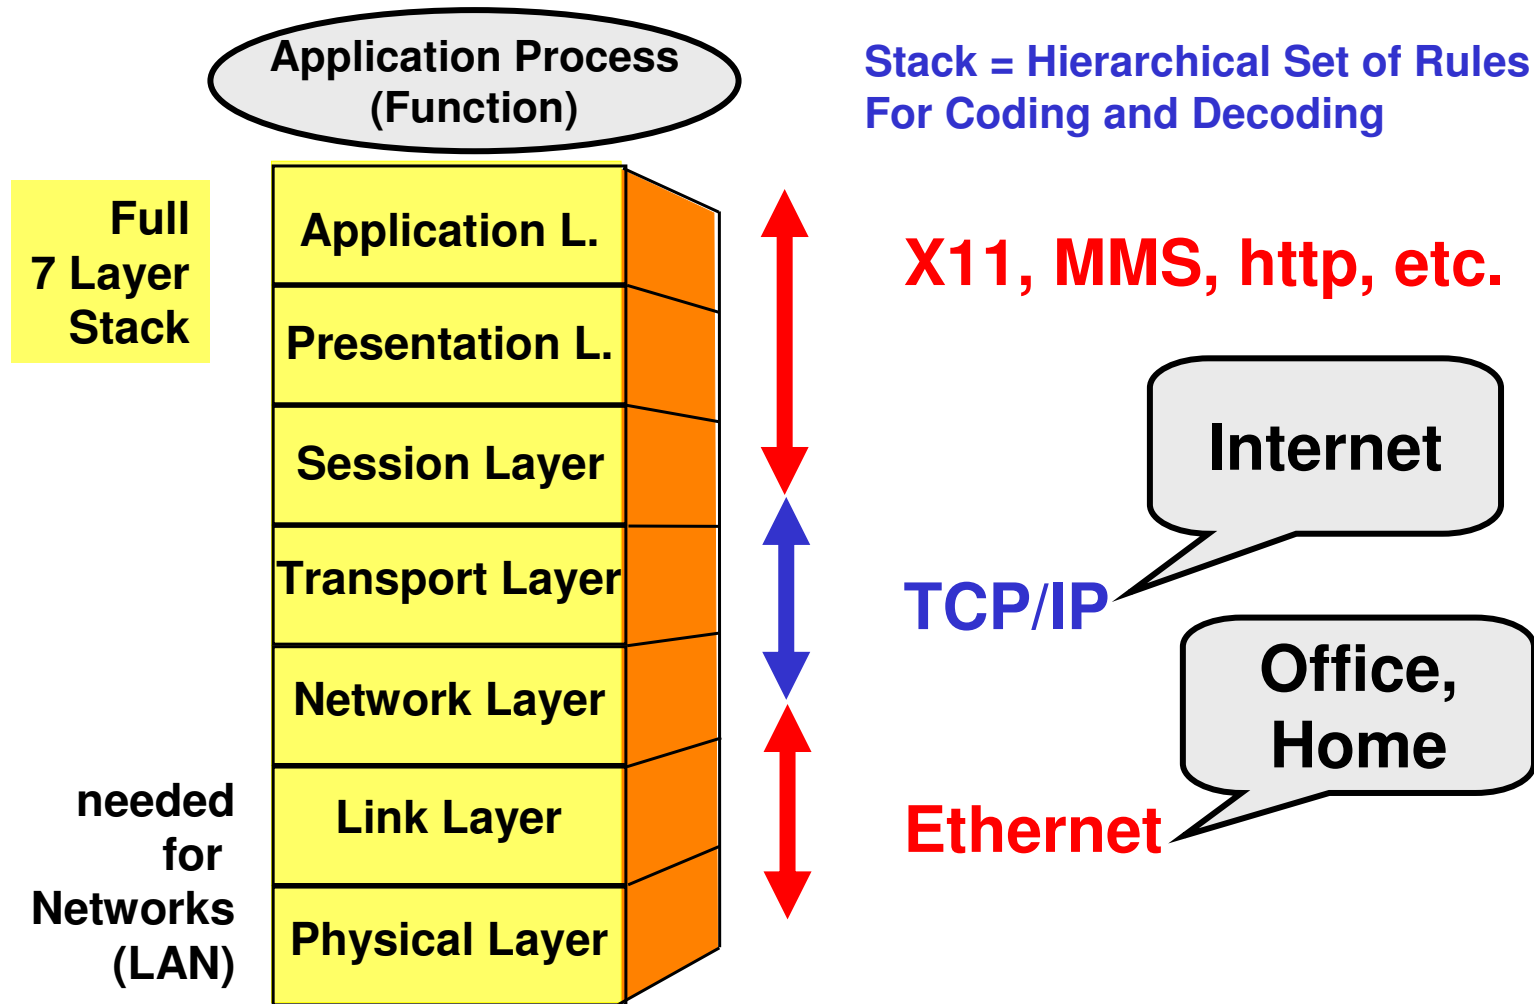 Application Process
(Function)
Stack = Hierarchical Set of Rules
For Coding and Decoding
Full
7 Layer
Stack
Application L.
Presentation L.
Session Layer
Transport Layer
Network Layer
Link Layer
Physical Layer
X11, MMS, http, etc.
Internet
TCP/IP
Office,
Home
Ethernet
needed
for
Networks
(LAN)